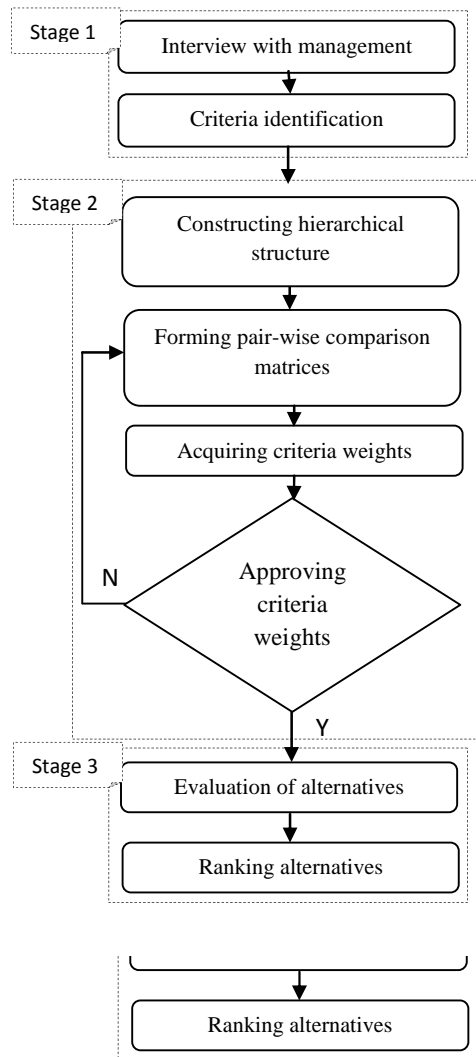 Stage 1
Interview with management
Criteria identification
Stage 2
Constructing hierarchical
structure
Forming pair-wise comparison
matrices
Acquiring criteria weights
N
Approving
criteria
weights
Y
Stage 3
Evaluation of alternatives
Ranking alternatives
Ranking alternatives